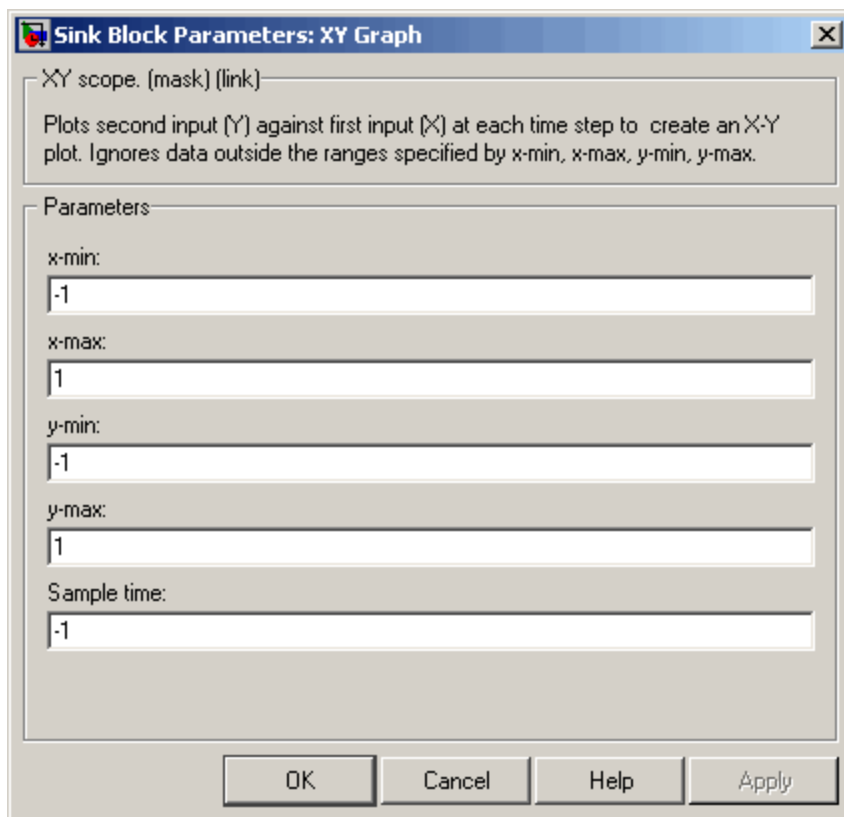 Sink Block Parameters: XY Graph
XY scope. (mask) (link)
Plots second input (Y) against first input (X) at each time step to create an X-Y
plot. Ignores data outside the ranges specified by x-min, x-max, y-min, y-max.
Parameters
x-min:
-1
x-max:
1
y-min:
-1
y-max:
1
Sample time:
-1
OK Cancel Help Apply